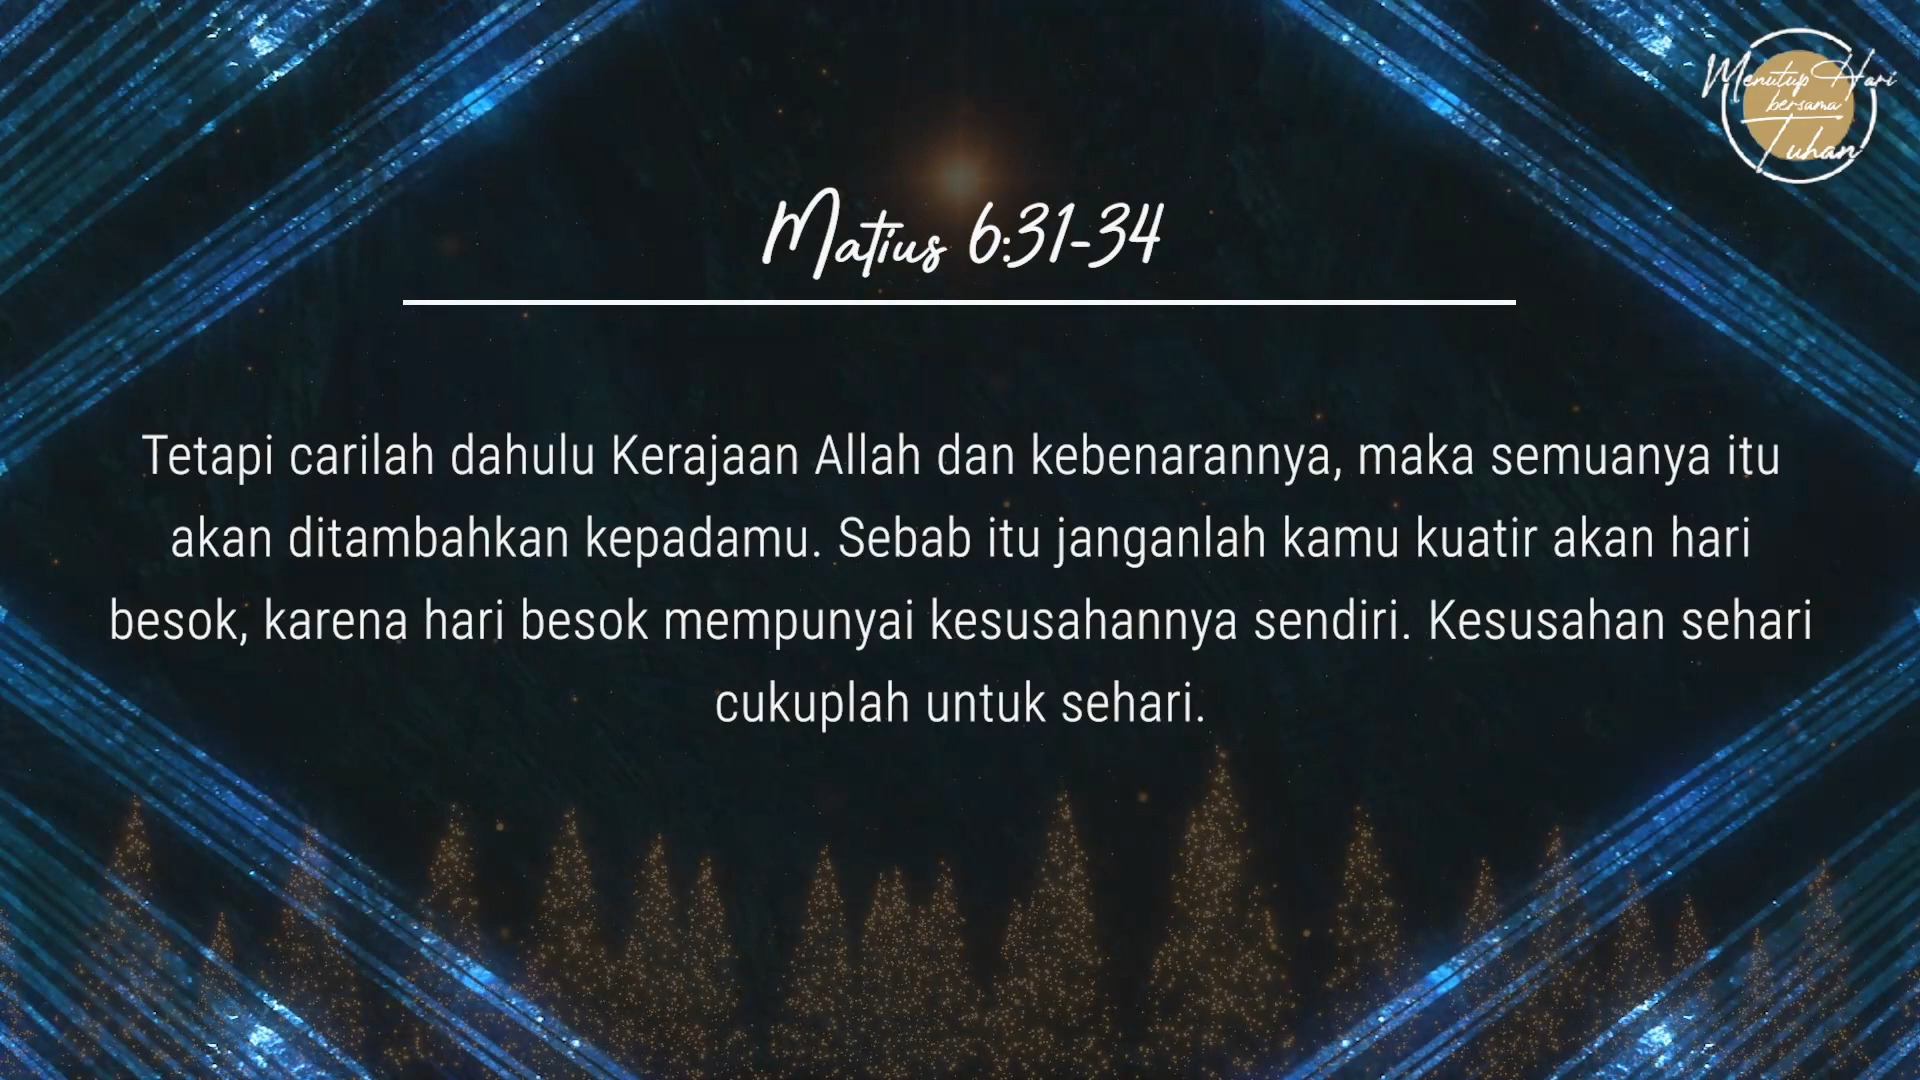 Menutup Hari
bersama
Tuhan
Matius 6:31-34
Tetapi carilah dahulu Kerajaan Allah dan kebenarannya, maka semuanya itu
akan ditambahkan kepadamu. Sebab itu janganlah kamu kuatir akan hari
besok, karena hari besok mempunyai kesusahannya sendiri. Kesusahan sehari
cukuplah untuk sehari.